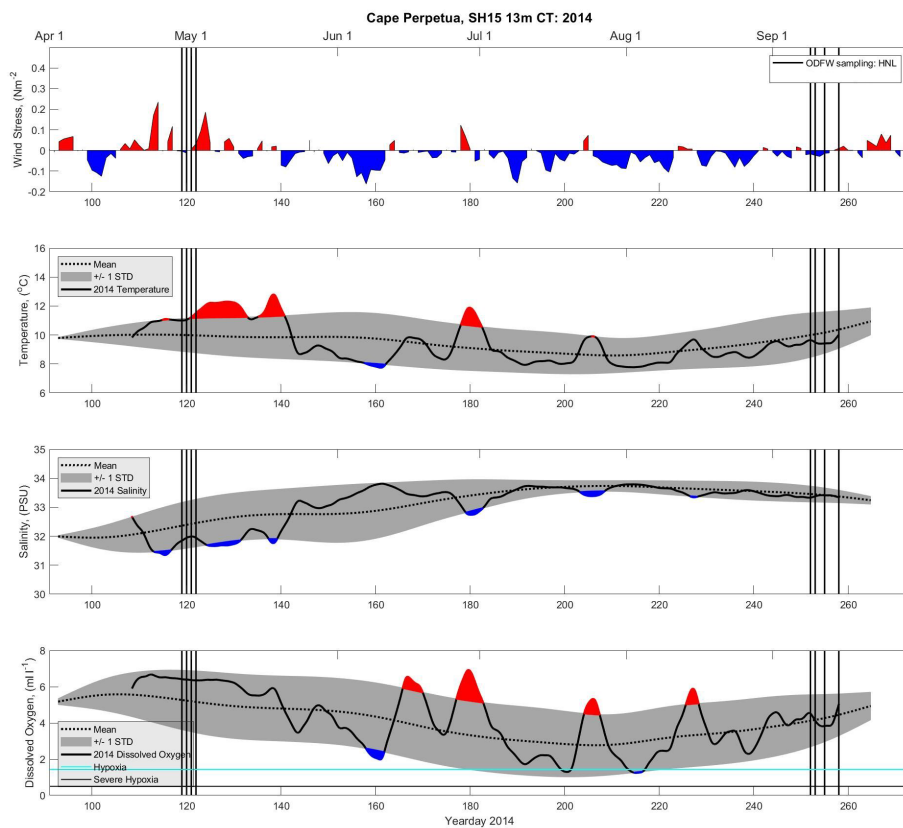 Cape Perpetua, SH15 13m CT: 2014
Apr 1 May 1 Jun 1 Jul 1 Aug 1 Sep 1
ODFW sampling: HNL
Wind Stress, (Nm-2
0.4
0.3
0.2
0.1
0
-0.1
-0.2
100 120 140 160 180 200 220 240 260
Temperature, (OC)
16
14
12
10
8
6
Mean
+/- 1 STD
2014 Temperature
100 120 140 160 180 200 220 240 260
Salinity, (PSU)
35
34
33
32
31
30
Mean
+/- 1 STD
2014 Salinity
100 120 140 160 180 200 220 240 260
Dissolved Oxygen, (ml l-1)
8
6
4
2
0
Mean
+/- 1 STD
2014 Dissolved Oxygen
Hypoxia
Severe Hypoxia
100 120 140 160 180 200 220 240 260
Yearday 2014